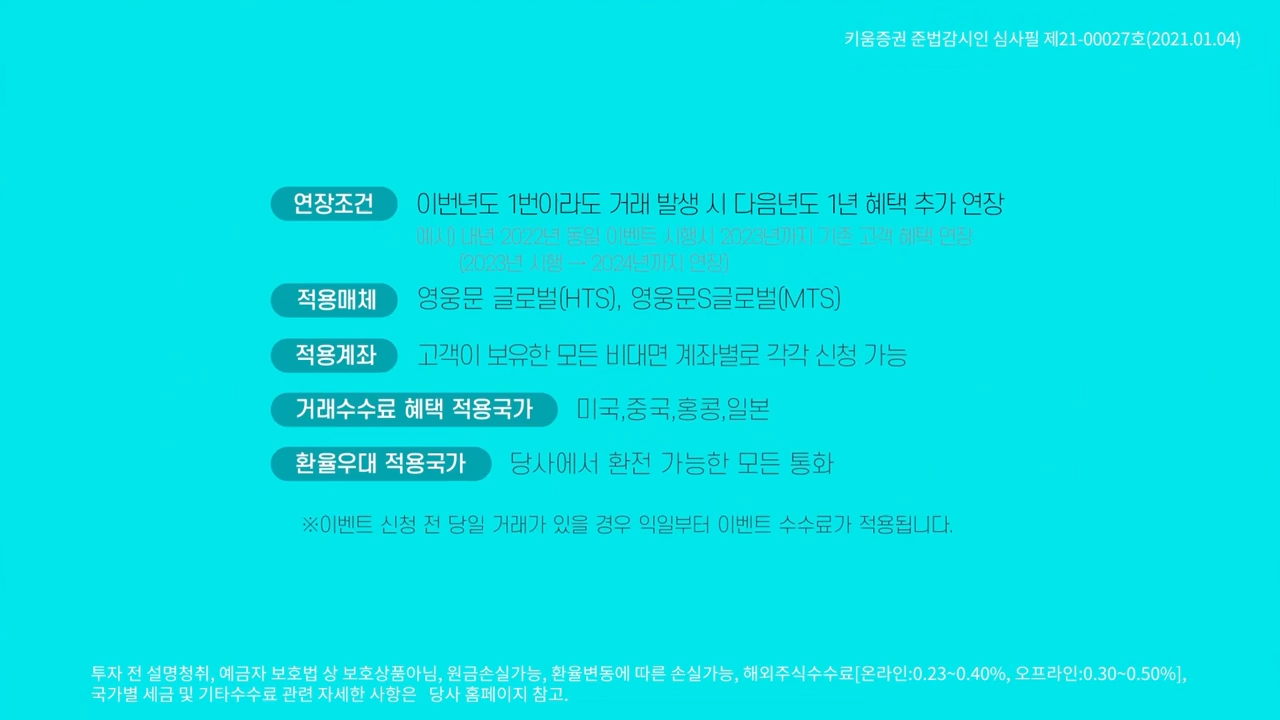 키움증권 준법감시인 심사필 제21-00027호(2021.01.04)
연장조건 이번년도 1번이라도 거래 발생 시 다음년도 1년 혜택 추가 연장
예시) 내년 2022년 동일 이벤트 시행시 2023년까지 기존 고객 혜택 연장
(2023년 시행 → 2024년까지 연장)
적용매체 영웅문 글로벌(HTS), 영웅문S글로벌(MTS)
적용계좌 고객이 보유한 모든 비대면 계좌별로 각각 신청 가능
거래수수료 혜택 적용국가 미국,중국,홍콩,일본
환율우대 적용국가 당사에서 환전 가능한 모든 통화
※이벤트 신청 전 당일 거래가 있을 경우 익일부터 이벤트 수수료가 적용됩니다.
투자 전 설명청취, 예금자 보호법 상 보호상품아님, 원금손실가능, 환율변동에 따른 손실가능, 해외주식수수료[온라인:0.23~0.40%, 오프라인:0.30~0.50%],
국가별 세금 및 기타수수료 관련 자세한 사항은 당사 홈페이지 참고.